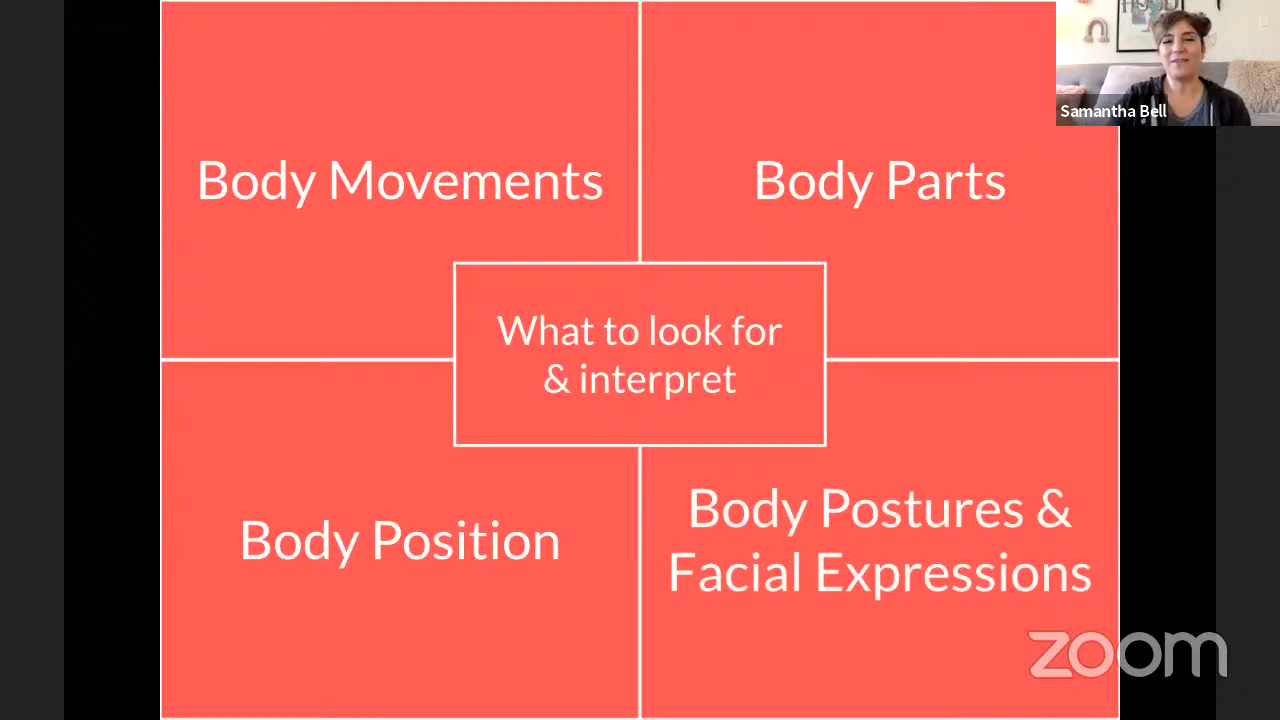 Samantha Bell
Body Movements
Body Parts
What to look for
& interpret
Body Position
Body Postures &
Facial Expressions
zoom